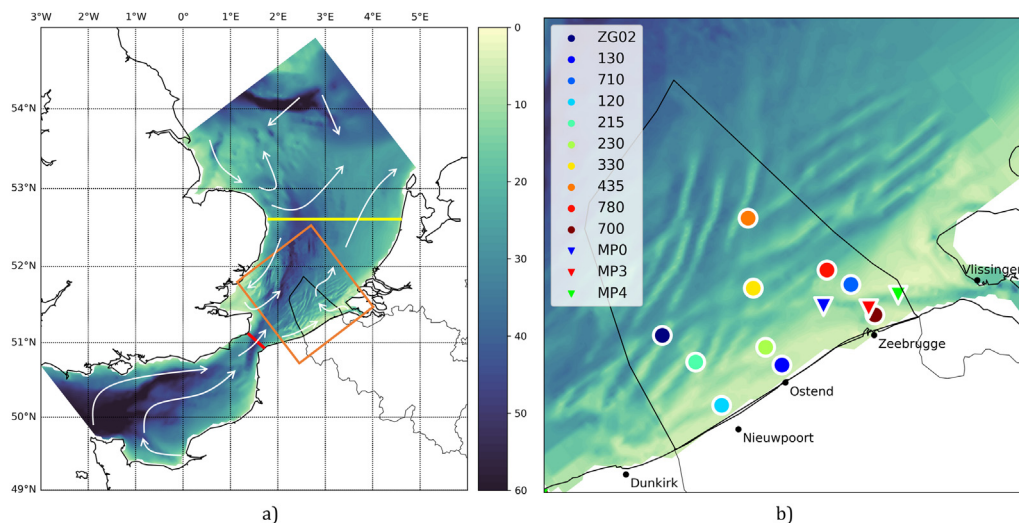 3°W 2°W 1°W 0° 1°E 2°E 3°E 4°E 5°E
54°N
53°N
52°N
51°N
50°N
49°N
0
10
20
30
40
50
60
a)
ZG02
130
710
120
215
230
330
435
780
700
MP0
MP3
MP4
Vlissingen
Zeebrugge
Ostend
Nieuwpoort
Dunkirk
b)